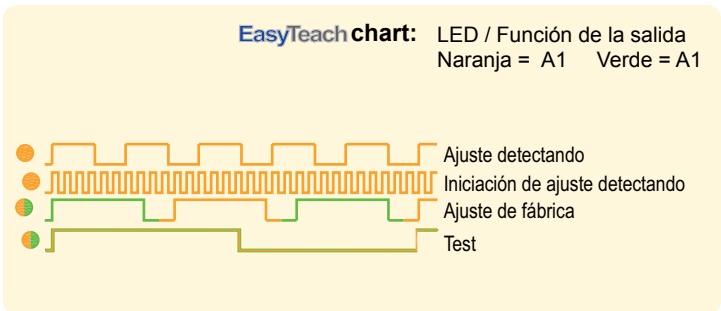 EasyTeach chart: LED / Función de la salida
Naranja = A1 Verde = A1
Ajuste detectando
Iniciación de ajuste detectando
Ajuste de fábrica
Test